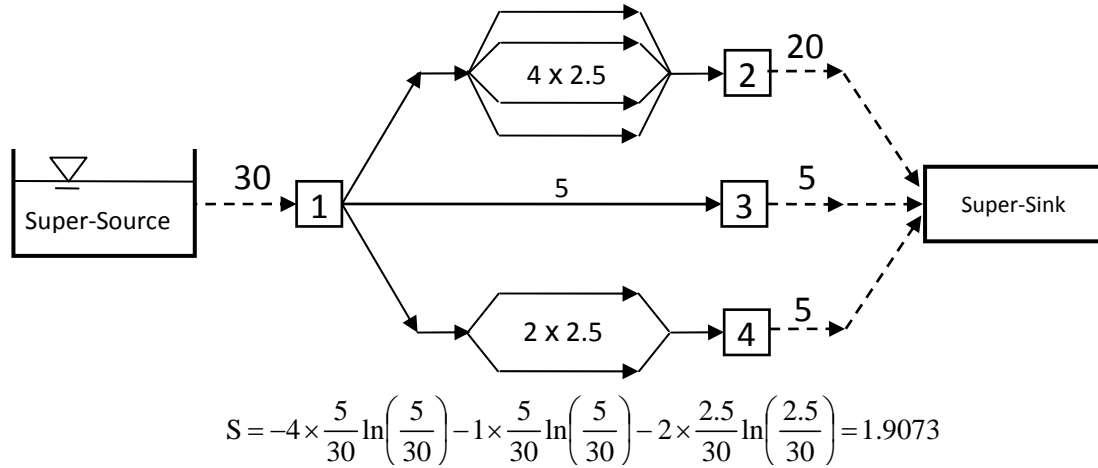 4 x 2.5
2
20
30
Super-Source
1
5
3
5
Super-Sink
2 x 2.5
4
5
S = −4 × 5/30 ln(5/30) − 1 × 5/30 ln(5/30) − 2 × 2.5/30 ln(2.5/30) = 1.9073